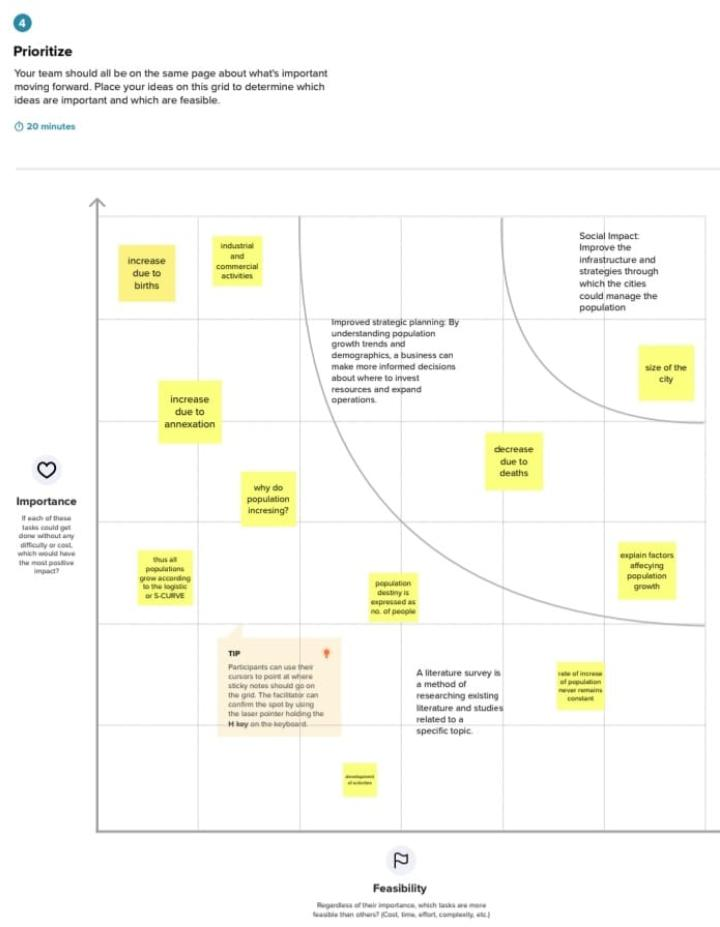 4
Prioritize
Your team should all be on the same page about what's important
moving forward. Place your ideas on this grid to determine which
ideas are important and which are feasible.
20 minutes
increase
due to
births
industrial
and
commercial
activities
Social Impact:
Improve the
infrastructure and
strategies through
which the cities
could manage the
population
Improved strategic planning: By
understanding population
growth trends and
demographics, a business can
make more informed decisions
about where to invest
resources and expand
operations.
size of the
city
increase
due to
annexation
decrease
due to
deaths
why do
population
incresing?
Importance
If each of these
tasks could get
done without any
difficulty or cost,
which would have
the most positive
impact?
thus all
populations
grow according
to the logistic
or S-CURVE
population
destiny is
expressed as
no. of people
explain factors
affecying
population
growth
TIP
Participants can use their
cursors to point at where
sticky notes should go on
the grid. The facilitator can
confirm the spot by using
the laser pointer holding the
H key on the keyboard.
A literature survey is
a method of
researching existing
literature and studies
related to a
specific topic.
rate of increse
of population
never remains
constant
development
of activities
Feasibility
Regardless of their importance, which tasks are more
feasible than others? (Cost, time, effort, complexity, etc.)